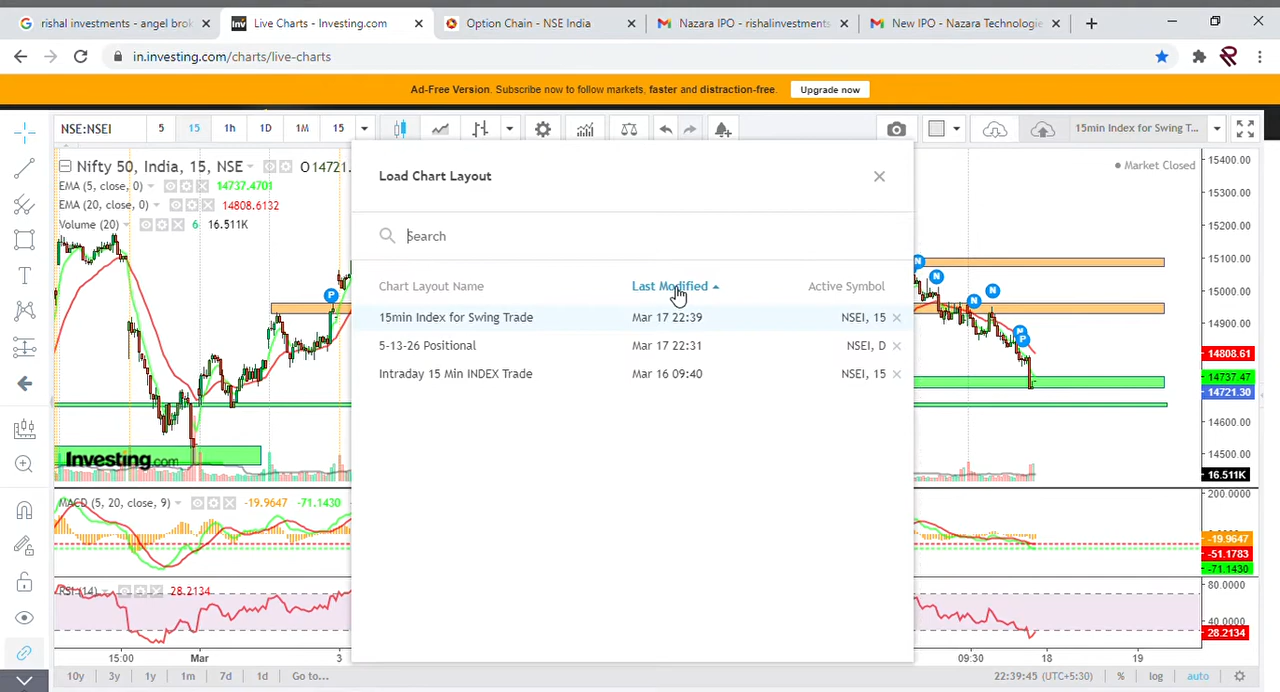 rishal investments - angel brok
Live Charts - Investing.com
Option Chain - NSE India
Nazara IPO - rishalinvestments
New IPO - Nazara Technologie
in.investing.com/charts/live-charts
Ad-Free Version. Subscribe now to follow markets, faster and distraction-free.
Upgrade now
NSE:NSEI
5
15
1h
1D
1M
15
15min Index for Swing T...
Nifty 50, India, 15, NSE
O14721.
Market Closed
EMA (5, close, 0)
14737.4701
EMA (20, close, 0)
14808.6132
Volume (20)
6
16.511K
Load Chart Layout
Search
Chart Layout Name
Last Modified
Active Symbol
15min Index for Swing Trade
Mar 17 22:39
NSEI, 15
5-13-26 Positional
Mar 17 22:31
NSEI, D
Intraday 15 Min INDEX Trade
Mar 16 09:40
NSEI, 15
P
N
N
N
N
P
15400.00
15300.00
15200.00
15100.00
15000.00
14900.00
14808.61
14737.47
14721.30
14600.00
14500.00
16.511K
Investing.com
MACD (5, 20, close, 9)
-19.9647
-71.1430
200.0000
-19.9647
-51.1783
-71.1430
RSI (14)
28.2134
80.0000
40.0000
28.2134
15:00
Mar
3
09:30
18
19
10y
3y
1y
1m
7d
1d
Go to...
22:39:45 (UTC+5:30)
%
log
auto